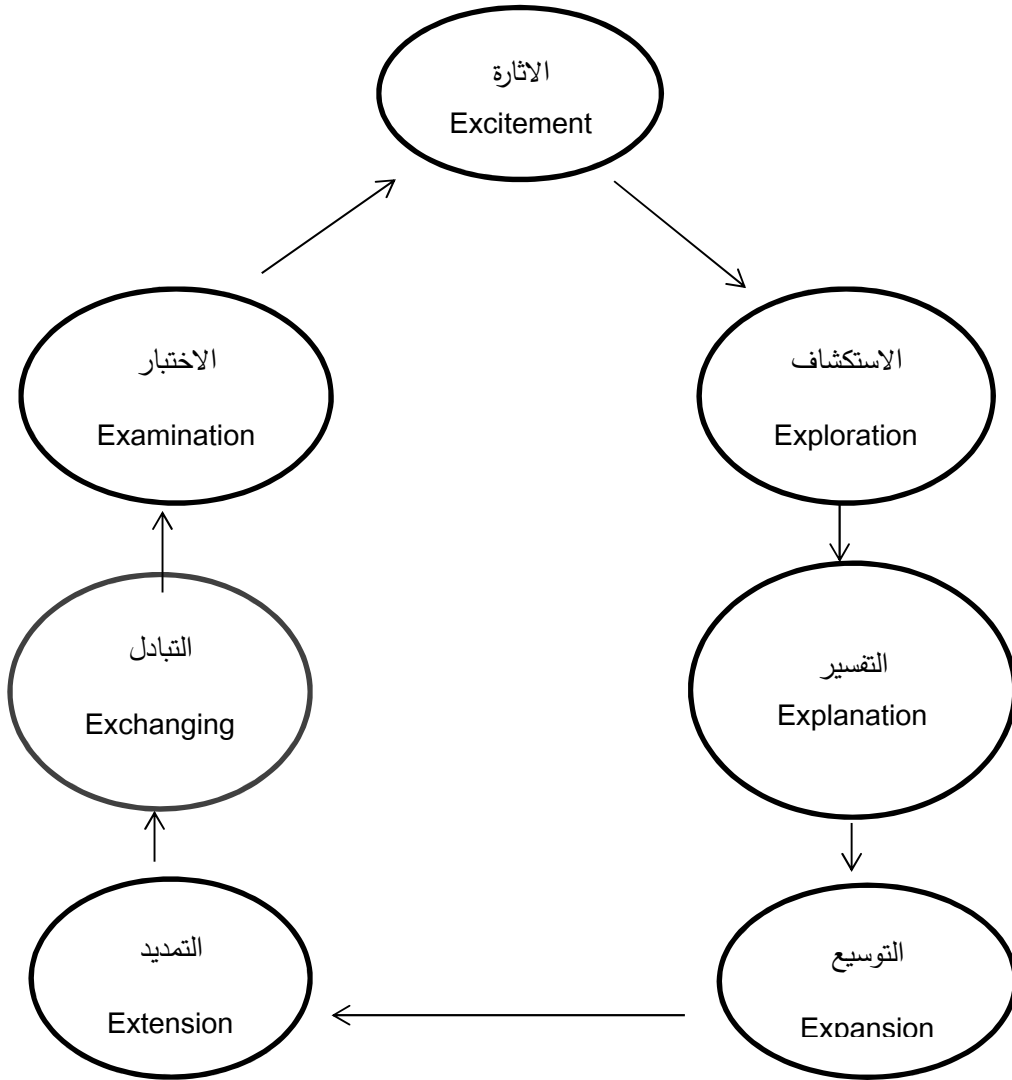 الاثارة
Excitement
الاستكشاف
Exploration
التفسير
Explanation
التوسيع
Expansion
التمديد
Extension
التبادل
Exchanging
الاختبار
Examination